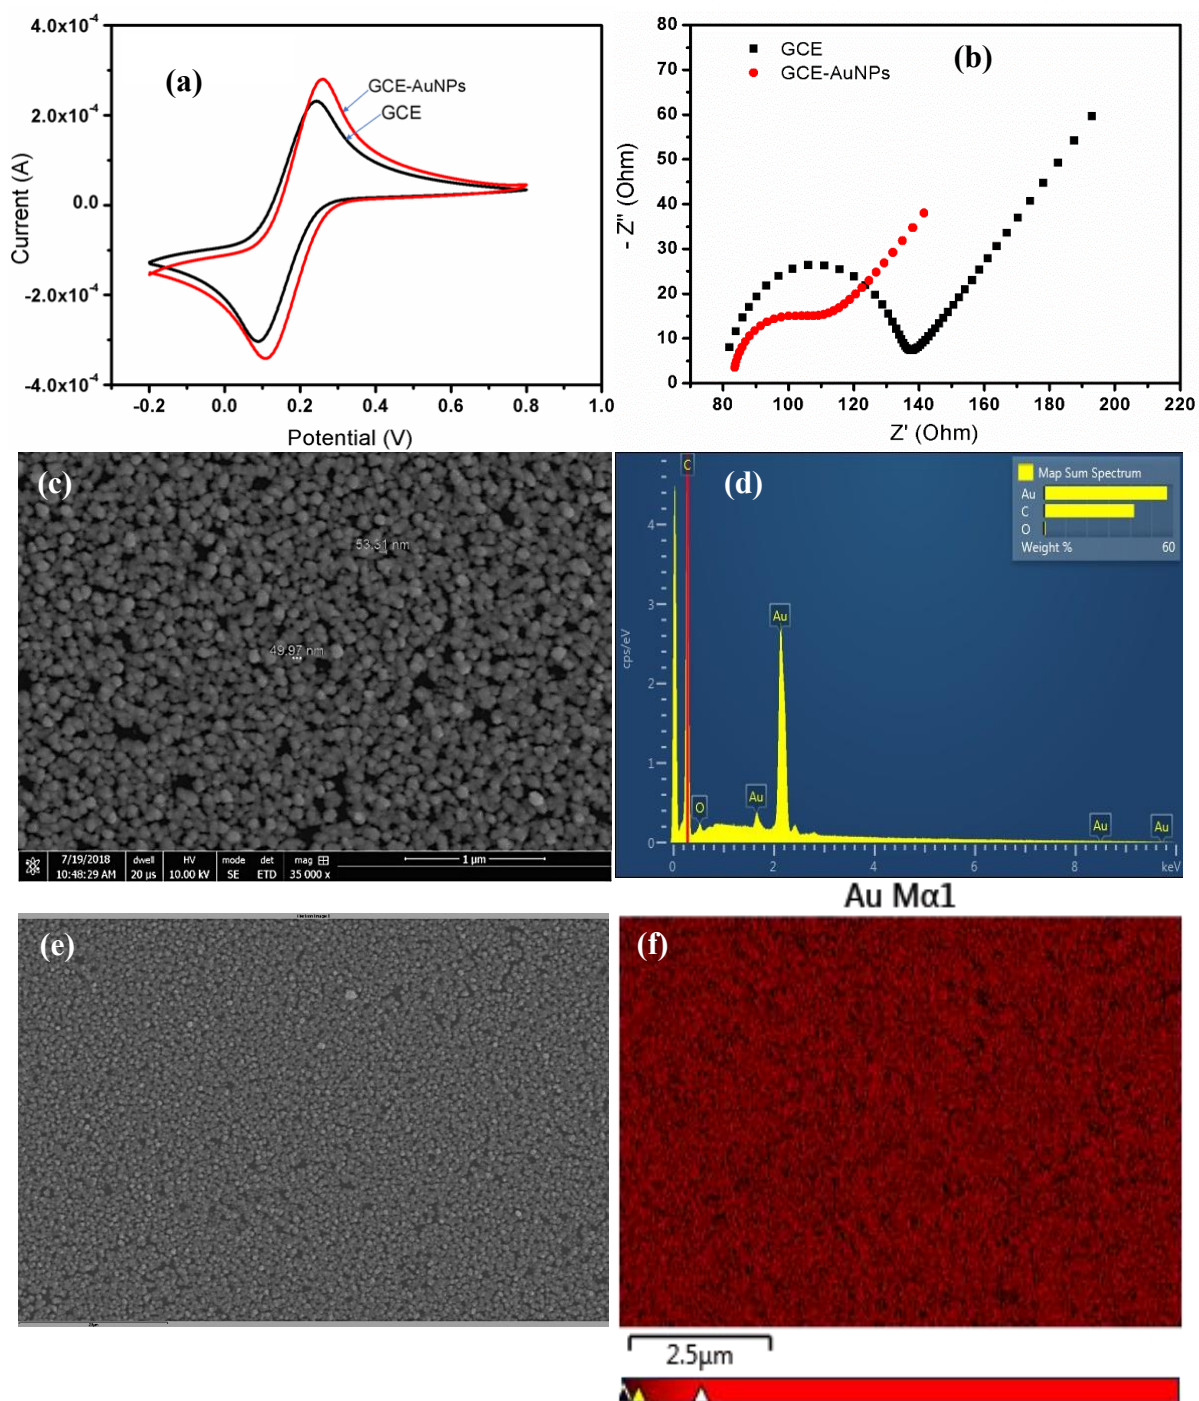 (a)
4.0x10⁻⁴
2.0x10⁻⁴
0.0
-2.0x10⁻⁴
-4.0x10⁻⁴
Current (A)
GCE-AuNPs
GCE
-0.2 0.0 0.2 0.4 0.6 0.8 1.0
Potential (V)
(b)
GCE
GCE-AuNPs
80
70
60
50
40
30
20
10
0
- Z" (Ohm)
80 100 120 140 160 180 200 220
Z' (Ohm)
(c)
53.31 nm
49.97 nm
7/19/2018 dwell HV mode det mag 1 µm
10:48:29 AM 20 µs 10.00 kV SE ETD 35 000 x
(d)
C
Map Sum Spectrum
Au
C
O
Weight % 60
4
3
2
1
0
cps/eV
Au
O
Au
Au
Au
0 2 4 6 8 keV
Au Mα1
(e)
(f)
2.5µm